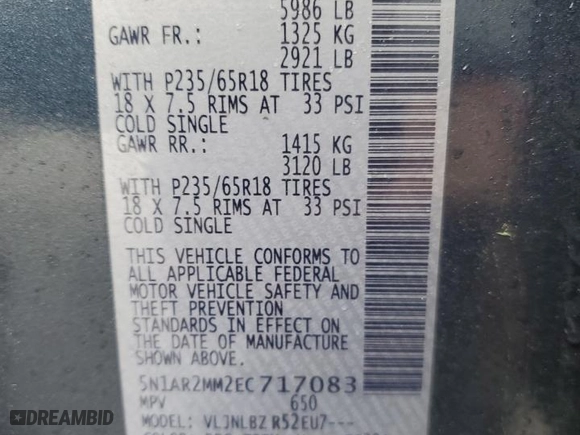 5986 LB
GAWR FR.: 1325 KG
2921 LB
WITH P235/65R18 TIRES
18 X 7.5 RIMS AT 33 PSI
COLD SINGLE
GAWR RR.: 1415 KG
3120 LB
WITH P235/65R18 TIRES
18 X 7.5 RIMS AT 33 PSI
COLD SINGLE
THIS VEHICLE CONFORMS TO
ALL APPLICABLE FEDERAL
MOTOR VEHICLE SAFETY AND
THEFT PREVENTION
STANDARDS IN EFFECT ON
THE DATE OF MANUFACTURE
SHOWN ABOVE.
5N1AR2MM2EC717083
MPV 650
MODEL: VLJNLBZ R52EU7---
DEALERHISTORY